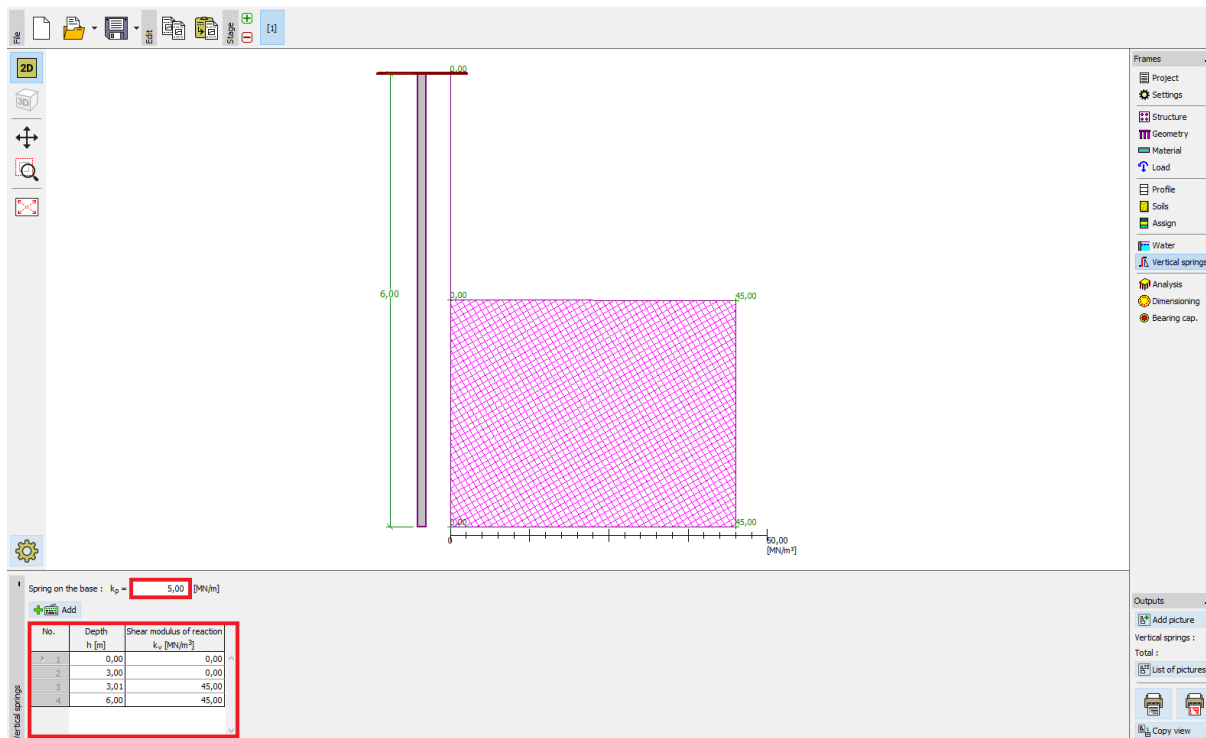 File
Edit
Stage
[1]
2D
3D
0,00
6,00
0,00
45,00
0,00
45,00
0
50,00
[MN/m³]
Frames
Project
Settings
Structure
Geometry
Material
Load
Profile
Soils
Assign
Water
Vertical springs
Analysis
Dimensioning
Bearing cap.
Vertical springs
Spring on the base : kp = 5,00 [MN/m]
Add
No. Depth Shear modulus of reaction
h [m] kv [MN/m³]
1 0,00 0,00
2 3,00 0,00
3 3,01 45,00
4 6,00 45,00
Outputs
Add picture
Vertical springs :
Total :
List of pictures
Copy view